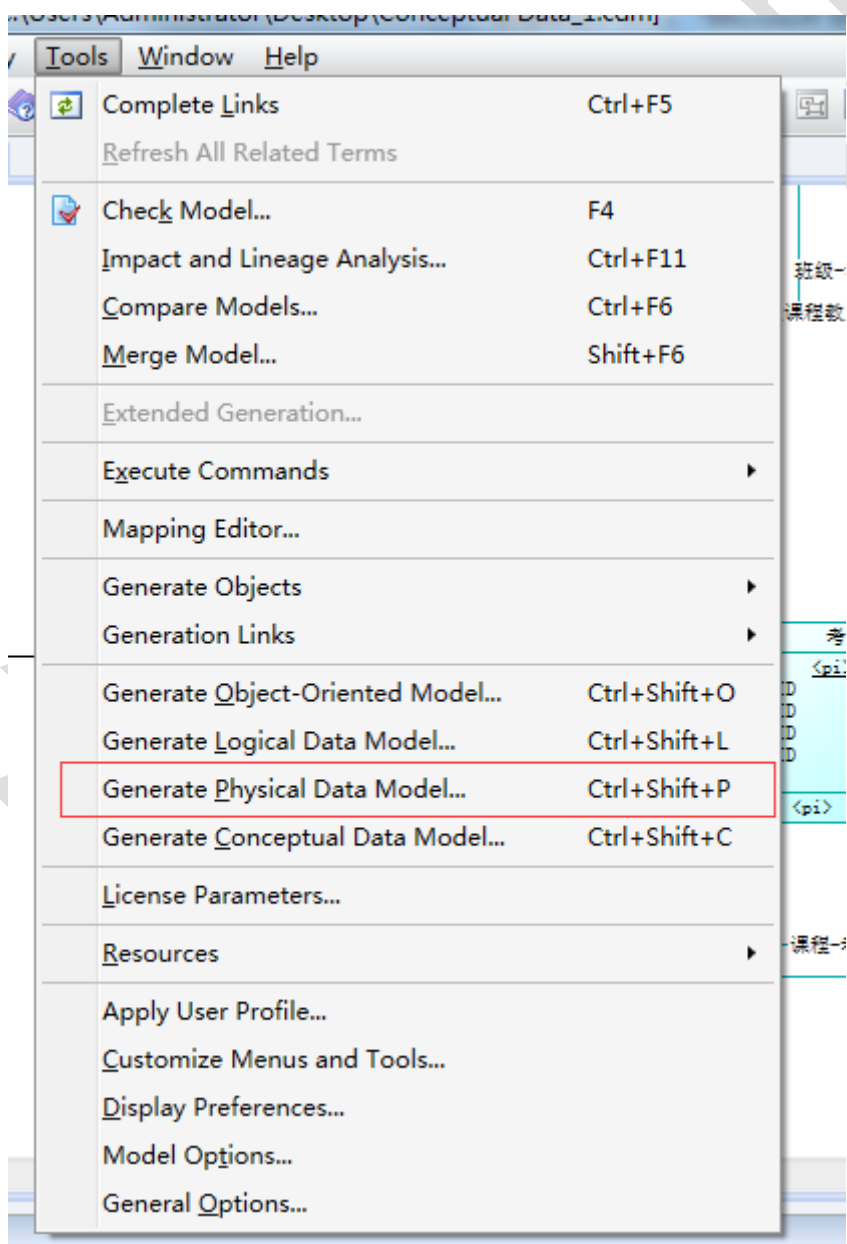 Tools Window Help
Complete Links Ctrl+F5
Refresh All Related Terms
Check Model... F4
Impact and Lineage Analysis... Ctrl+F11
Compare Models... Ctrl+F6
Merge Model... Shift+F6
Extended Generation...
Execute Commands
Mapping Editor...
Generate Objects
Generation Links
Generate Object-Oriented Model... Ctrl+Shift+O
Generate Logical Data Model... Ctrl+Shift+L
Generate Physical Data Model... Ctrl+Shift+P
Generate Conceptual Data Model... Ctrl+Shift+C
License Parameters...
Resources
Apply User Profile...
Customize Menus and Tools...
Display Preferences...
Model Options...
General Options...
班级-
课程教
考
<pi>
D
D
D
D
<pi>
-课程-